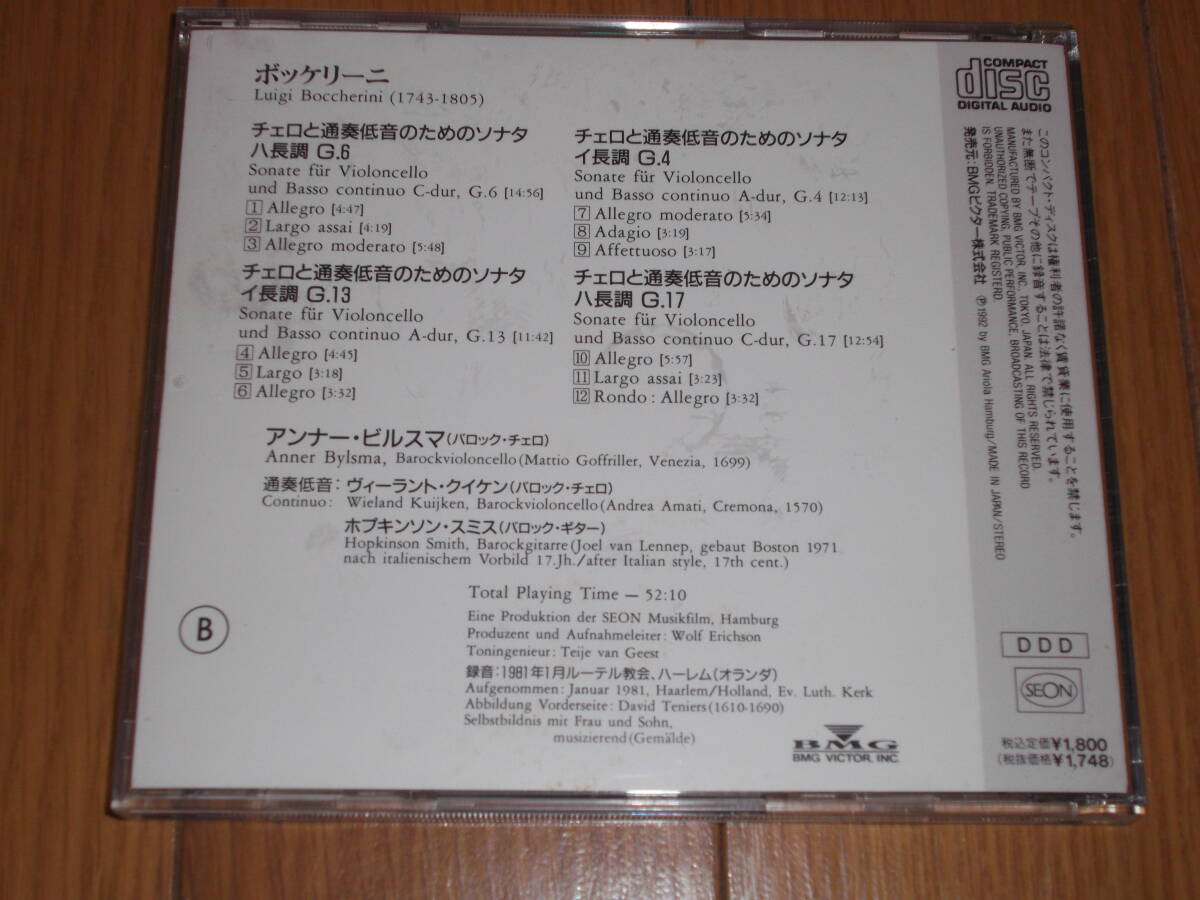 ボッケリーニ
Luigi Boccherini (1743-1805)
チェロと通奏低音のためのソナタ
ハ長調 G.6
Sonate für Violoncello
und Basso continuo C-dur, G.6 [14:56]
1 Allegro [4:47]
2 Largo assai [4:19]
3 Allegro moderato [5:48]
チェロと通奏低音のためのソナタ
イ長調 G.13
Sonate für Violoncello
und Basso continuo A-dur, G.13 [11:42]
4 Allegro [4:45]
5 Largo [3:18]
6 Allegro [3:32]
チェロと通奏低音のためのソナタ
イ長調 G.4
Sonate für Violoncello
und Basso continuo A-dur, G.4 [12:13]
7 Allegro moderato [5:34]
8 Adagio [3:19]
9 Affettuoso [3:17]
チェロと通奏低音のためのソナタ
ハ長調 G.17
Sonate für Violoncello
und Basso continuo C-dur, G.17 [12:54]
10 Allegro [5:57]
11 Largo assai [3:23]
12 Rondo : Allegro [3:32]
アンナー・ビルスマ(バロック・チェロ)
Anner Bylsma, Barockvioloncello (Mattio Goffriller, Venezia, 1699)
通奏低音: ヴィーラント・クイケン(バロック・チェロ)
Continuo: Wieland Kuijken, Barockvioloncello (Andrea Amati, Cremona, 1570)
ホプキンソン・スミス(バロック・ギター)
Hopkinson Smith, Barockgitarre (Joel van Lennep, gebaut Boston 1971
nach italienischem Vorbild 17.Jh./after Italian style, 17th cent.)
Total Playing Time — 52:10
Eine Produktion der SEON Musikfilm, Hamburg
Produzent und Aufnahmeleiter: Wolf Erichson
Toningenieur: Teije van Geest
録音:1981年1月ルーテル教会、ハーレム(オランダ)
Aufgenommen: Januar 1981, Haarlem/Holland, Ev. Luth. Kerk
Abbildung Vorderseite: David Teniers (1610-1690)
Selbstbildnis mit Frau und Sohn,
musizierend (Gemälde)
B
BMG
BMG VICTOR, INC.
COMPACT
disc
DIGITAL AUDIO
このコンパクト・ディスクは権利者の許諾なく賃貸業に使用することを禁じます。
また無断でテープその他に録音することは法律で禁じられています。
MANUFACTURED BY BMG VICTOR, INC., TOKYO, JAPAN. ALL RIGHTS RESERVED.
UNAUTHORIZED COPYING, PUBLIC PERFORMANCE, BROADCASTING OF THIS RECORD
IS FORBIDDEN. TRADEMARK REGISTERD.
発売元:BMGビクター株式会社 ℗1992 by BMG Ariola Hamburg/MADE IN JAPAN/STEREO
DDD
SEON
税込定価¥1,800
(税抜価格¥1,748)